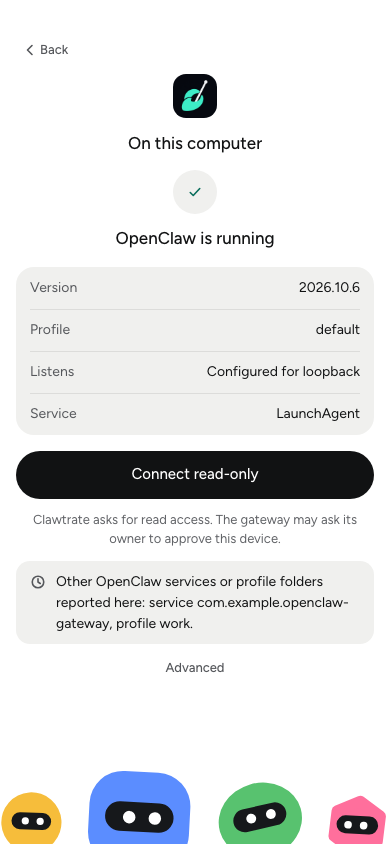 Back
On this computer
OpenClaw is running
Version 2026.10.6
Profile default
Listens Configured for loopback
Service LaunchAgent
Connect read-only
Clawtrate asks for read access. The gateway may ask its
owner to approve this device.
Other OpenClaw services or profile folders
reported here: service com.example.openclaw-
gateway, profile work.
Advanced